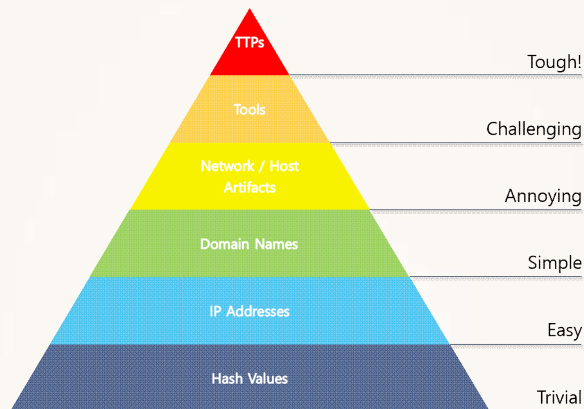 TTPs
Tough!
Tools
Challenging
Network / Host
Artifacts
Annoying
Domain Names
Simple
IP Addresses
Easy
Hash Values
Trivial